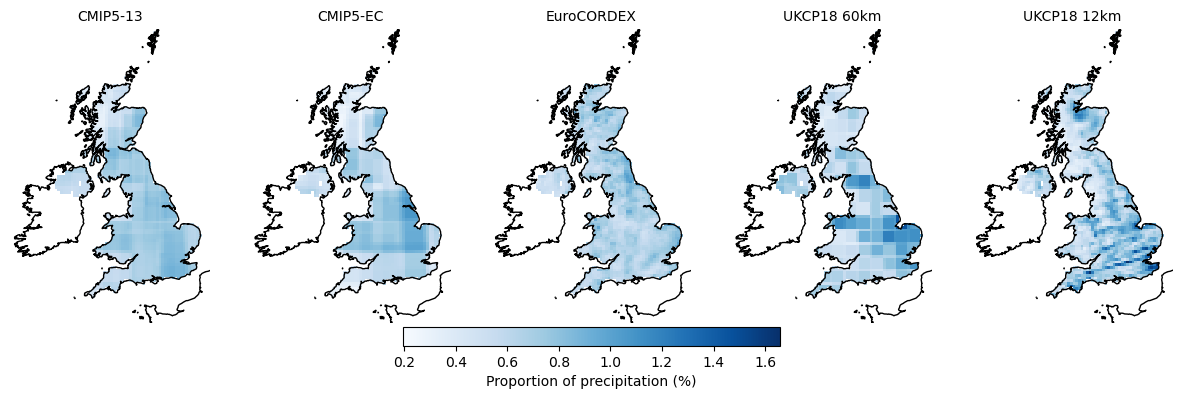 CMIP5-13 CMIP5-EC EuroCORDEX UKCP18 60km UKCP18 12km
0.2 0.4 0.6 0.8 1.0 1.2 1.4 1.6
Proportion of precipitation (%)